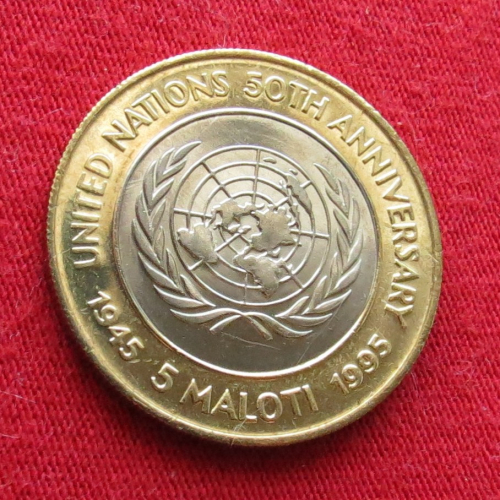 UNITED NATIONS 50TH ANNIVERSARY
1945 5 MALOTI 1995